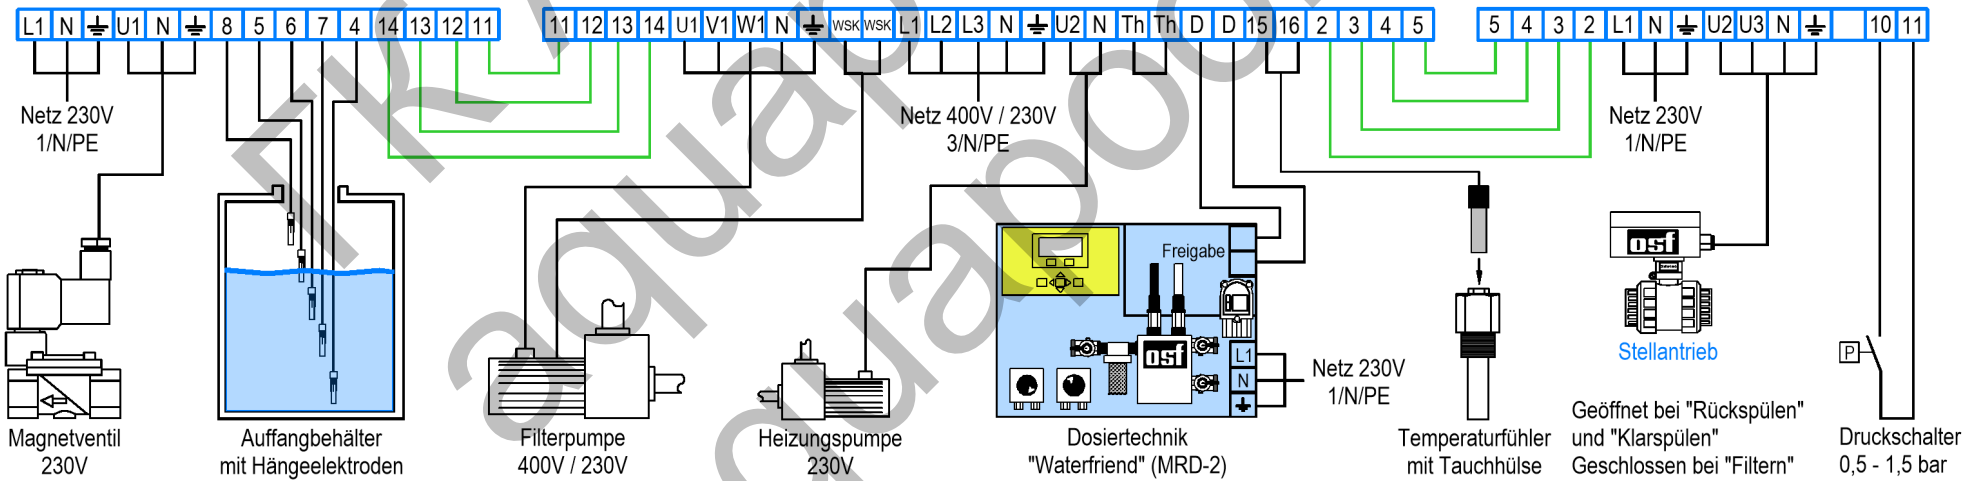 L1 N U1 N 8 5 6 7 4 14 13 12 11
11 12 13 14 U1 V1 W1 N WSK WSK L1 L2 L3 N U2 N Th Th D D 15 16 2 3 4 5
5 4 3 2 L1 N U2 U3 N 10 11
Netz 230V
1/N/PE
Netz 400V / 230V
3/N/PE
Netz 230V
1/N/PE
Freigabe
osf
L1
N
Netz 230V
1/N/PE
osf
Stellantrieb
P
Magnetventil
230V
Auffangbehälter
mit Hängeelektroden
Filterpumpe
400V / 230V
Heizungspumpe
230V
Dosiertechnik
"Waterfriend" (MRD-2)
Temperaturfühler
mit Tauchhülse
Geöffnet bei "Rückspülen"
und "Klarspülen"
Geschlossen bei "Filtern"
Druckschalter
0,5 - 1,5 bar